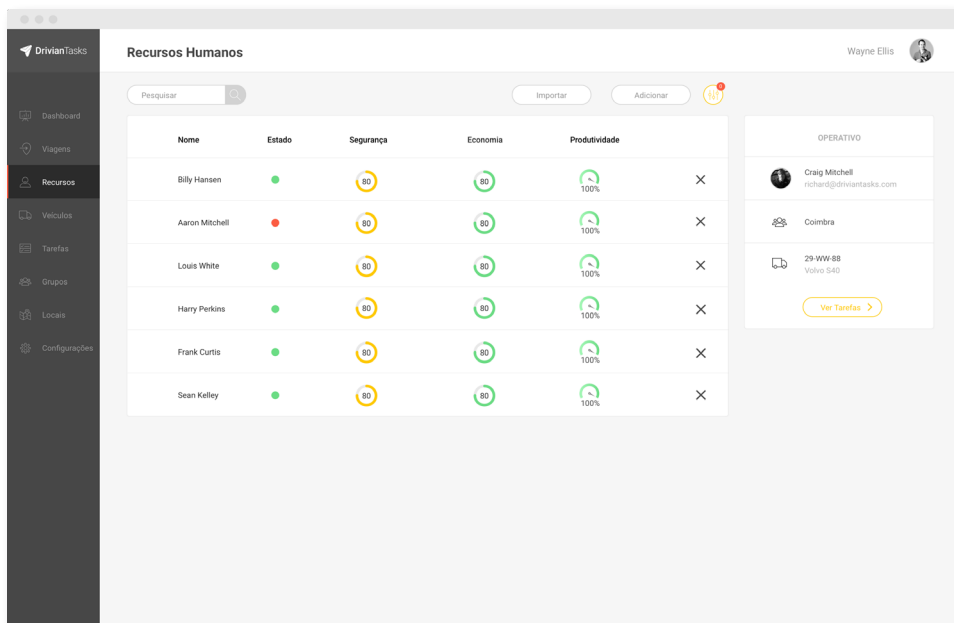 DrivianTasks
Recursos Humanos
Wayne Ellis
Dashboard
Viagens
Recursos
Veículos
Tarefas
Grupos
Locais
Configurações
Pesquisar
Importar
Adicionar
0
Nome Estado Segurança Economia Produtividade
Billy Hansen 80 80 100%
Aaron Mitchell 80 80 100%
Louis White 80 80 100%
Harry Perkins 80 80 100%
Frank Curtis 80 80 100%
Sean Kelley 80 80 100%
OPERATIVO
Craig Mitchell
richard@driviantasks.com
Coimbra
29-WW-88
Volvo S40
Ver Tarefas